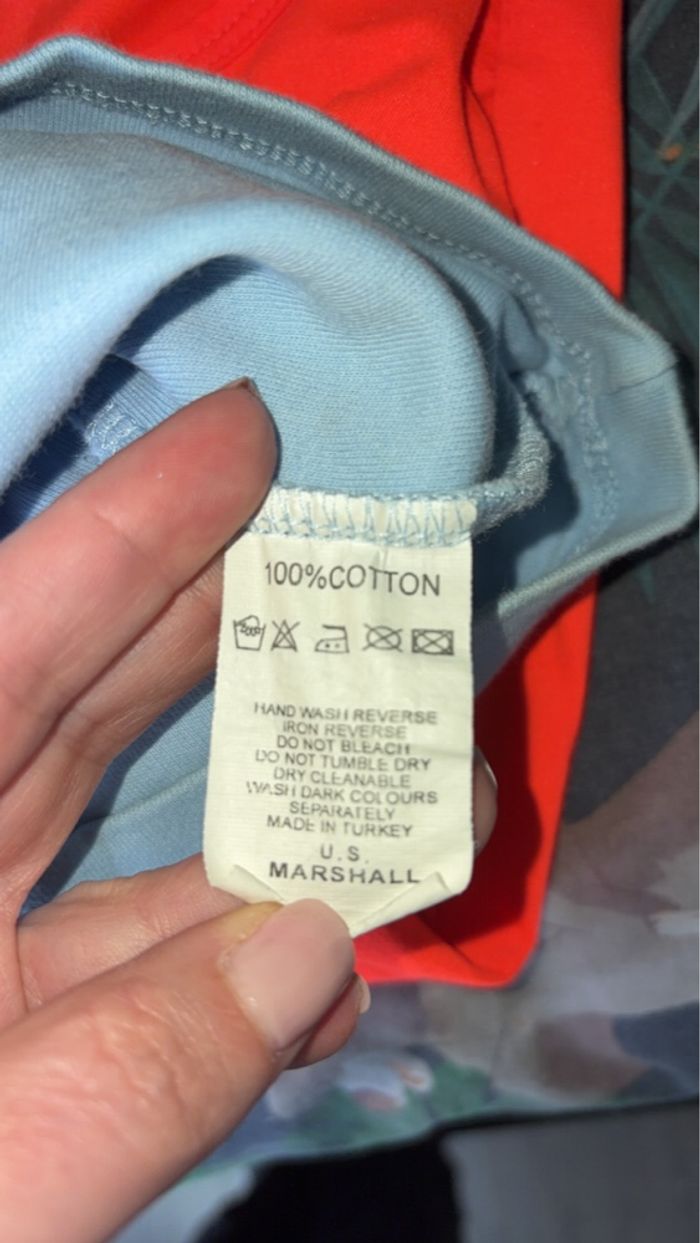 100%COTTON
HAND WASH REVERSE
IRON REVERSE
DO NOT BLEACH
DO NOT TUMBLE DRY
DRY CLEANABLE
WASH DARK COLOURS
SEPARATELY
MADE IN TURKEY
U.S.
MARSHALL